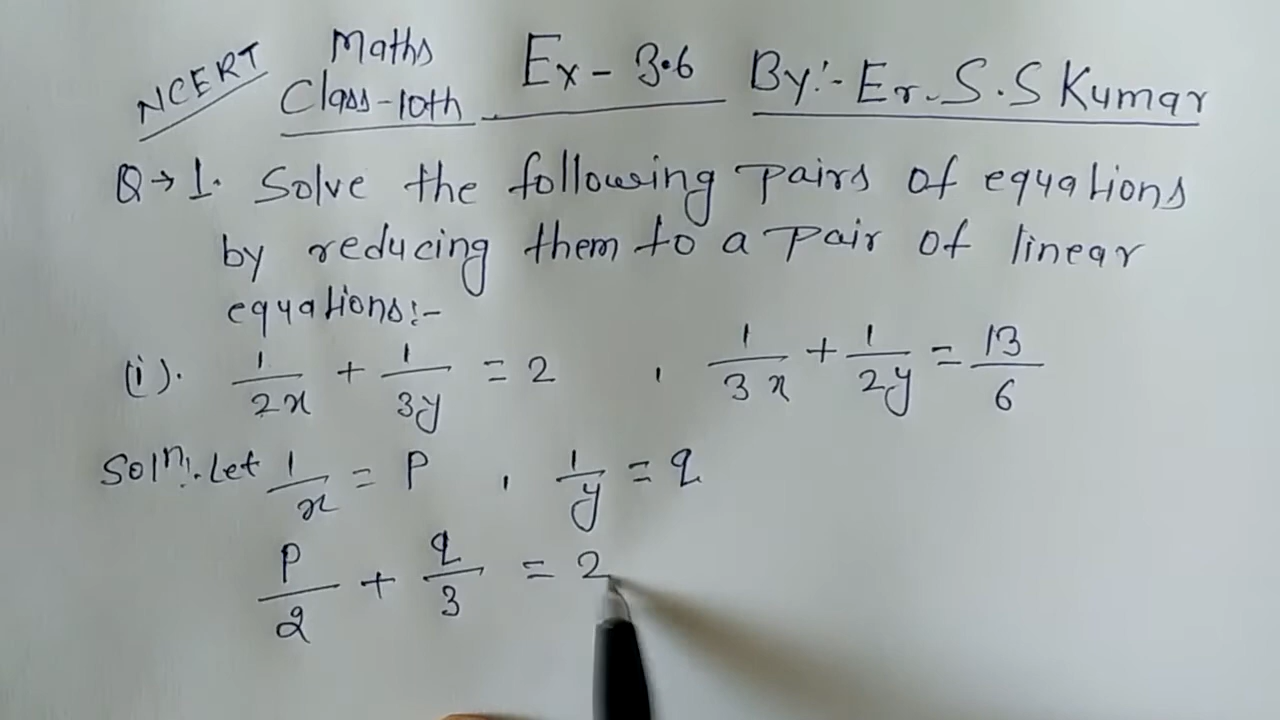 NCERT Maths Class-10th Ex-3.6 By:- Er. S.S Kumar
Q→1. Solve the following pairs of equations
by reducing them to a pair of linear
equations:-
(i). 1/2x + 1/3y = 2 , 1/3x + 1/2y = 13/6
Solⁿ:. Let 1/x = P , 1/y = q
P/2 + q/3 = 2